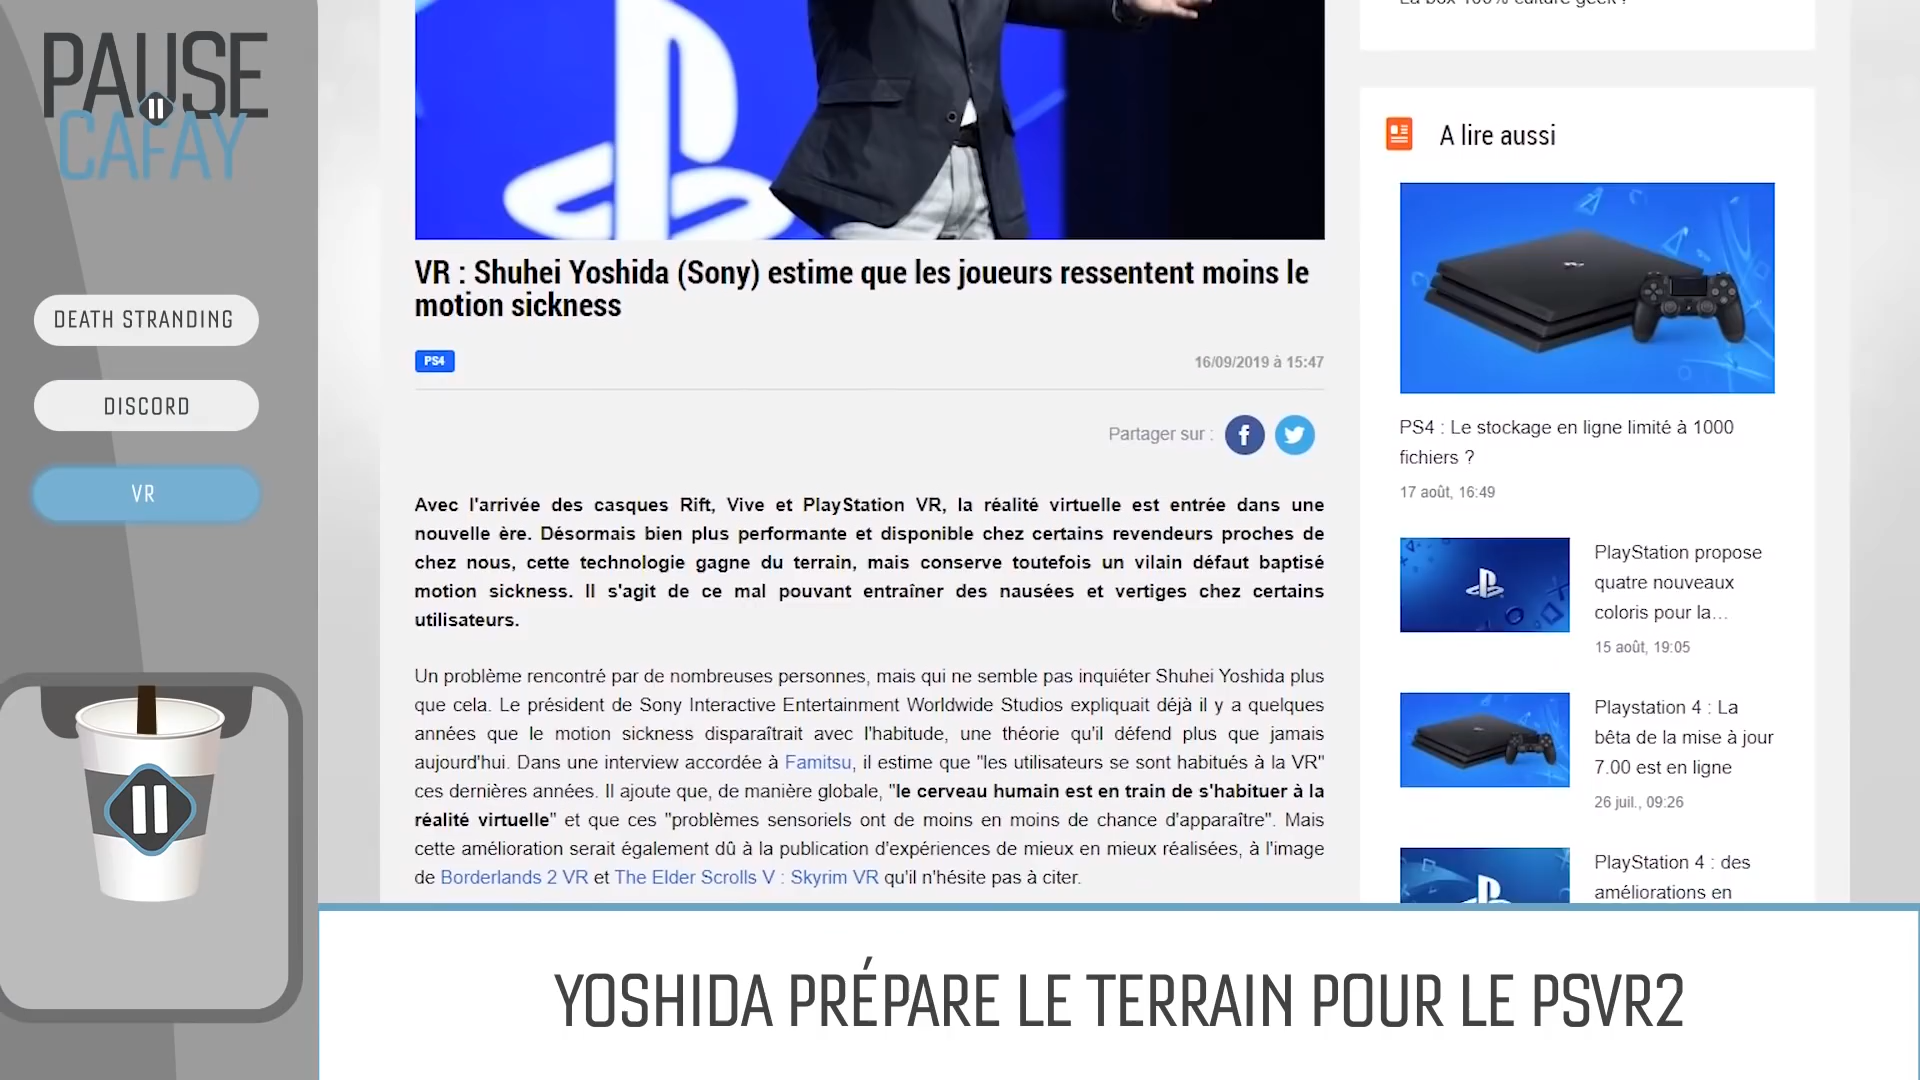 PAUSE
CAFAY
DEATH STRANDING
DISCORD
VR
VR : Shuhei Yoshida (Sony) estime que les joueurs ressentent moins le
motion sickness
PS4
16/09/2019 à 15:47
Partager sur :
Avec l'arrivée des casques Rift, Vive et PlayStation VR, la réalité virtuelle est entrée dans une
nouvelle ère. Désormais bien plus performante et disponible chez certains revendeurs proches de
chez nous, cette technologie gagne du terrain, mais conserve toutefois un vilain défaut baptisé
motion sickness. Il s'agit de ce mal pouvant entraîner des nausées et vertiges chez certains
utilisateurs.
Un problème rencontré par de nombreuses personnes, mais qui ne semble pas inquiéter Shuhei Yoshida plus
que cela. Le président de Sony Interactive Entertainment Worldwide Studios expliquait déjà il y a quelques
années que le motion sickness disparaîtrait avec l'habitude, une théorie qu'il défend plus que jamais
aujourd'hui. Dans une interview accordée à Famitsu, il estime que "les utilisateurs se sont habitués à la VR"
ces dernières années. Il ajoute que, de manière globale, "le cerveau humain est en train de s'habituer à la
réalité virtuelle" et que ces "problèmes sensoriels ont de moins en moins de chance d'apparaître". Mais
cette amélioration serait également dû à la publication d'expériences de mieux en mieux réalisées, à l'image
de Borderlands 2 VR et The Elder Scrolls V : Skyrim VR qu'il n'hésite pas à citer.
La box 100% culture geek !
A lire aussi
PS4 : Le stockage en ligne limité à 1000
fichiers ?
17 août, 16:49
PlayStation propose
quatre nouveaux
coloris pour la...
15 août, 19:05
Playstation 4 : La
bêta de la mise à jour
7.00 est en ligne
26 juil., 09:26
PlayStation 4 : des
améliorations en
YOSHIDA PRÉPARE LE TERRAIN POUR LE PSVR2